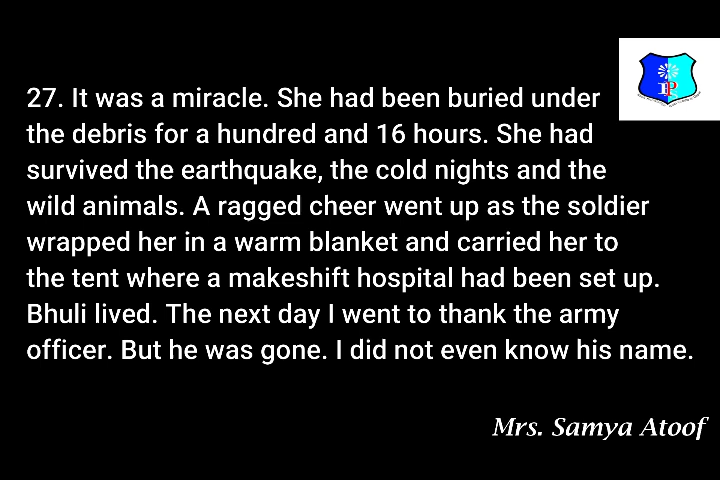 27. It was a miracle. She had been buried under
the debris for a hundred and 16 hours. She had
survived the earthquake, the cold nights and the
wild animals. A ragged cheer went up as the soldier
wrapped her in a warm blanket and carried her to
the tent where a makeshift hospital had been set up.
Bhuli lived. The next day I went to thank the army
officer. But he was gone. I did not even know his name.
Mrs. Samya Atoof